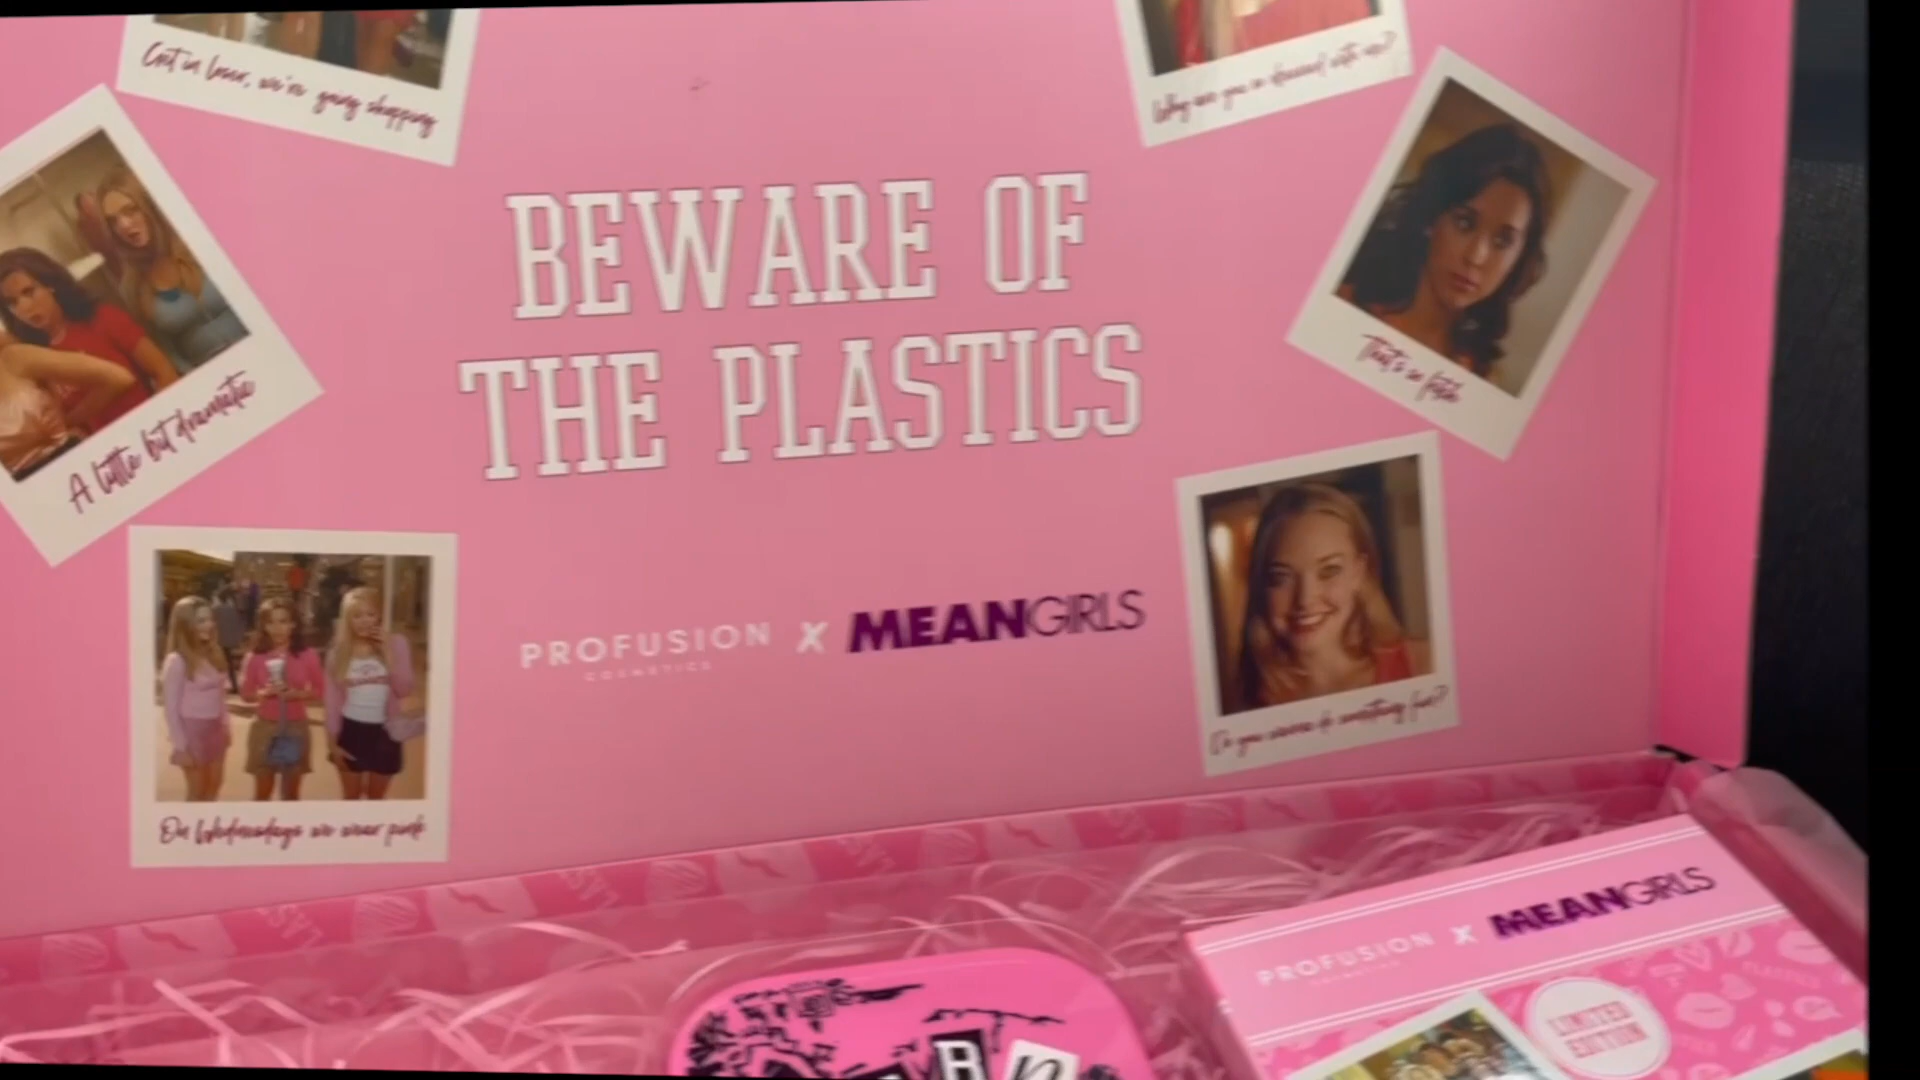 Get in loser, we're going shopping
Why are you so obsessed with me?
A little bit dramatic
BEWARE OF
THE PLASTICS
That's so fetch
PROFUSION X MEANGIRLS
COSMETICS
Do you wanna do something fun?
On Wednesdays we wear pink
PROFUSION X MEANGIRLS
COSMETICS
LIMITED
EDITION